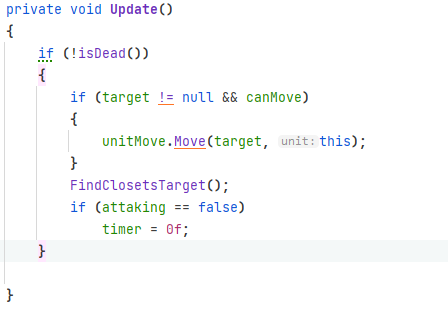 private void Update()
{
if (!isDead())
{
if (target != null && canMove)
{
unitMove.Move(target, unit: this);
}
FindClosetsTarget();
if (attaking == false)
timer = 0f;
}
}